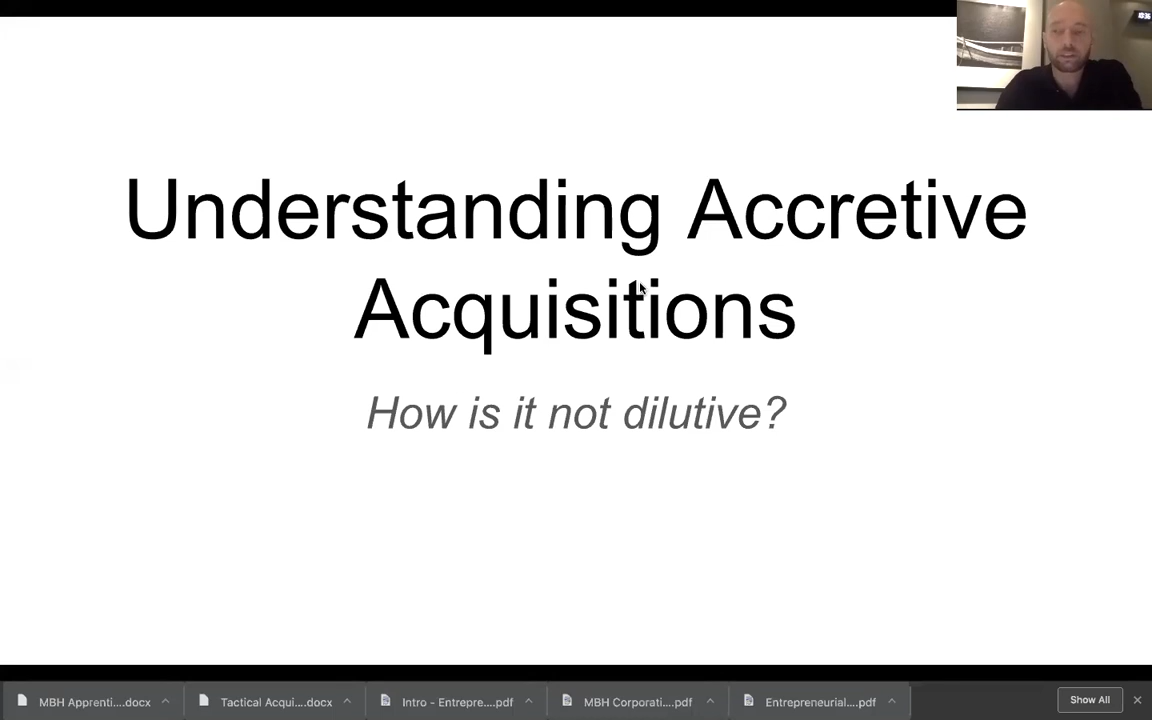 Understanding Accretive
Acquisitions
How is it not dilutive?
MBH Apprenti....docx
Tactical Acqui....docx
Intro - Entrepre....pdf
MBH Corporati....pdf
Entrepreneurial....pdf
Show All